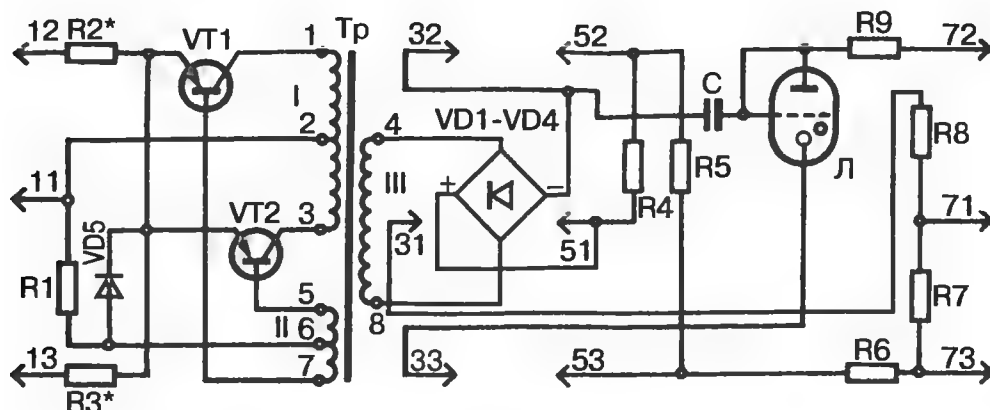 12 R2* VT1 1 Тр 32 52 R9 72
I C
2 4 VD1-VD4 R8
11 III + − R5 Л
VD5 VT2 3 31 R4 71
51
R1 5 8 R7
II 6
13 7 33 53 R6 73
R3*